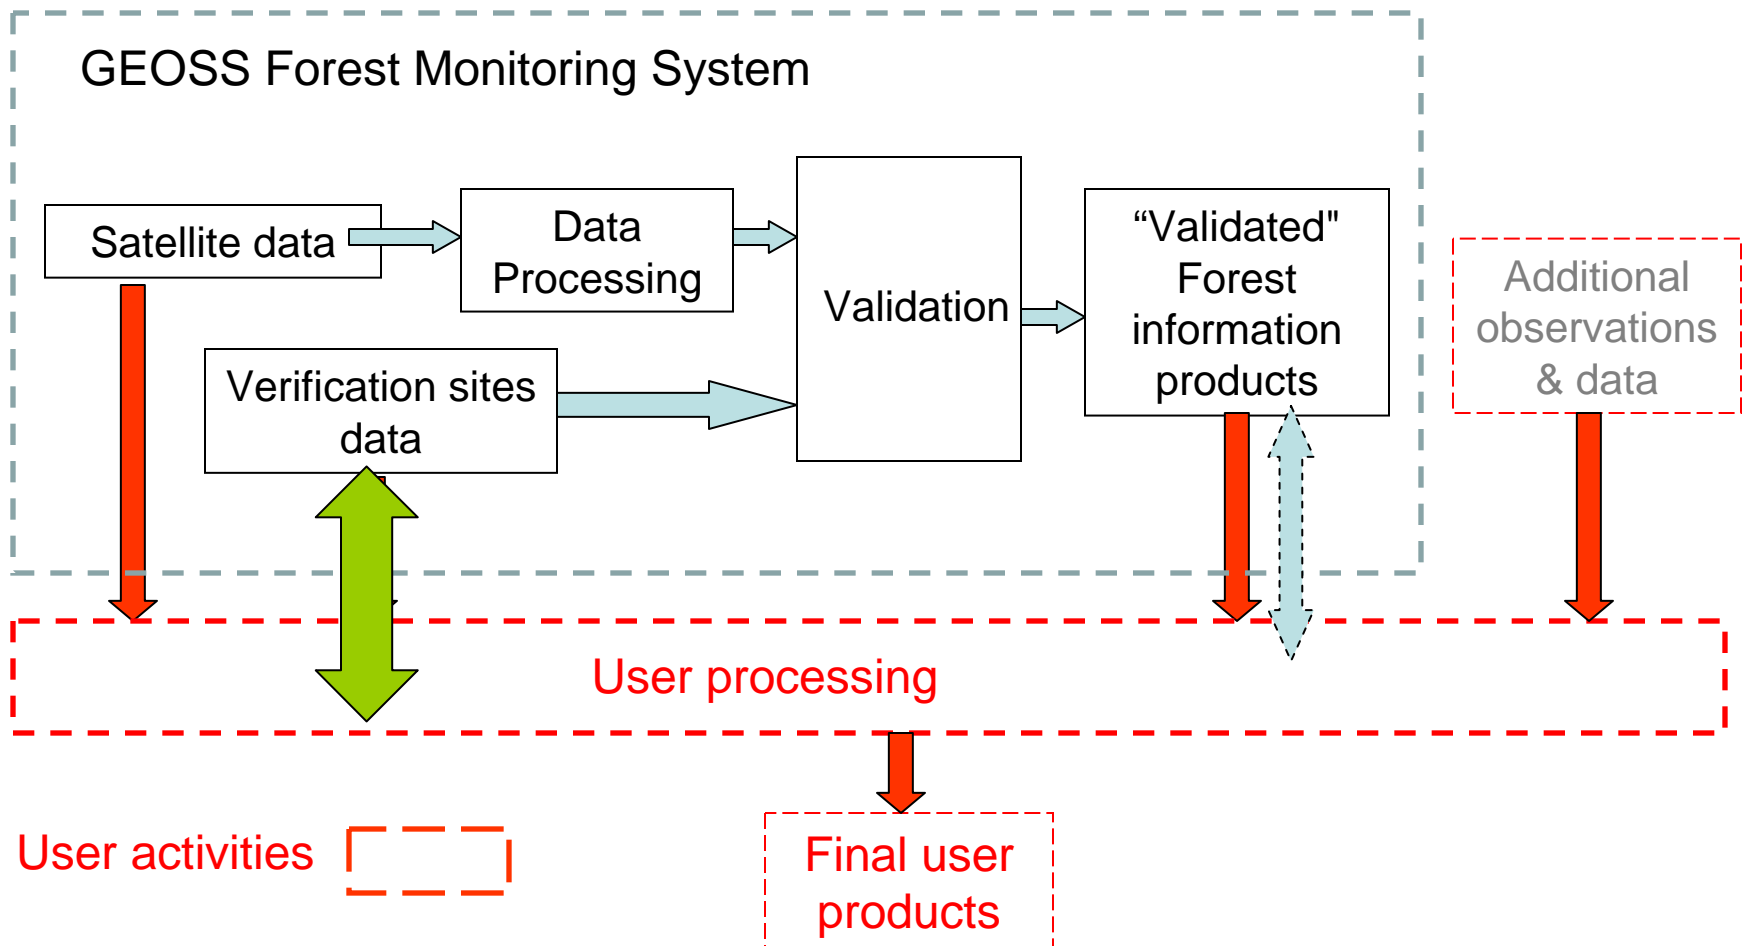 GEOSS Forest Monitoring System
Satellite data
Data
Processing
Verification sites
data
Validation
“Validated"
Forest
information
products
Additional
observations
& data
User processing
User activities
Final user
products